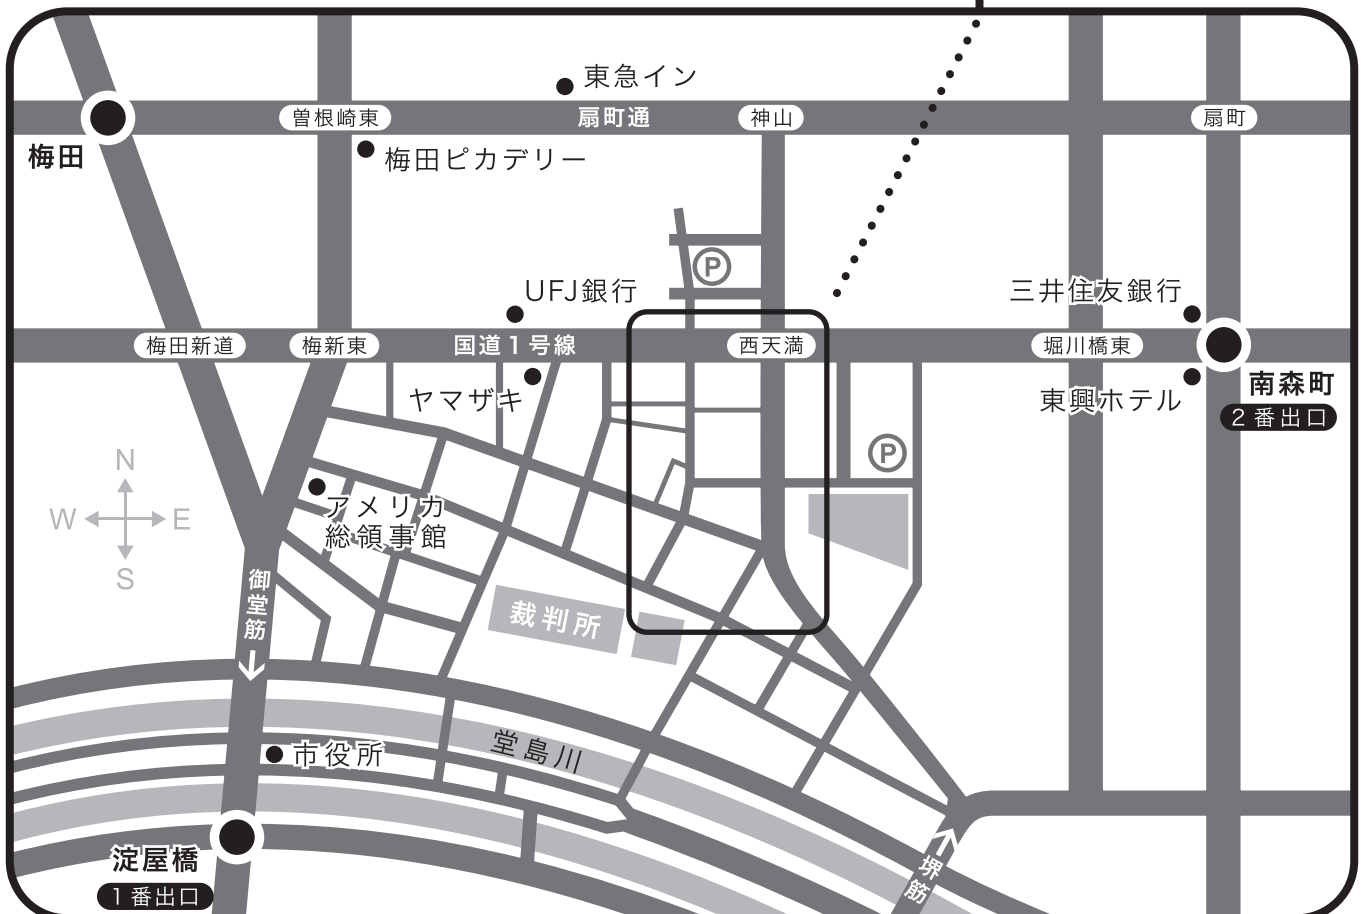 東急イン
曽根崎東
扇町通
神山
扇町
梅田
梅田ピカデリー
P
UFJ銀行
三井住友銀行
梅田新道
梅新東
国道1号線
西天満
堀川橋東
ヤマザキ
東興ホテル
南森町
2番出口
P
N
W
E
S
アメリカ
総領事館
御堂筋
裁判所
堂島川
市役所
淀屋橋
1番出口
堺筋